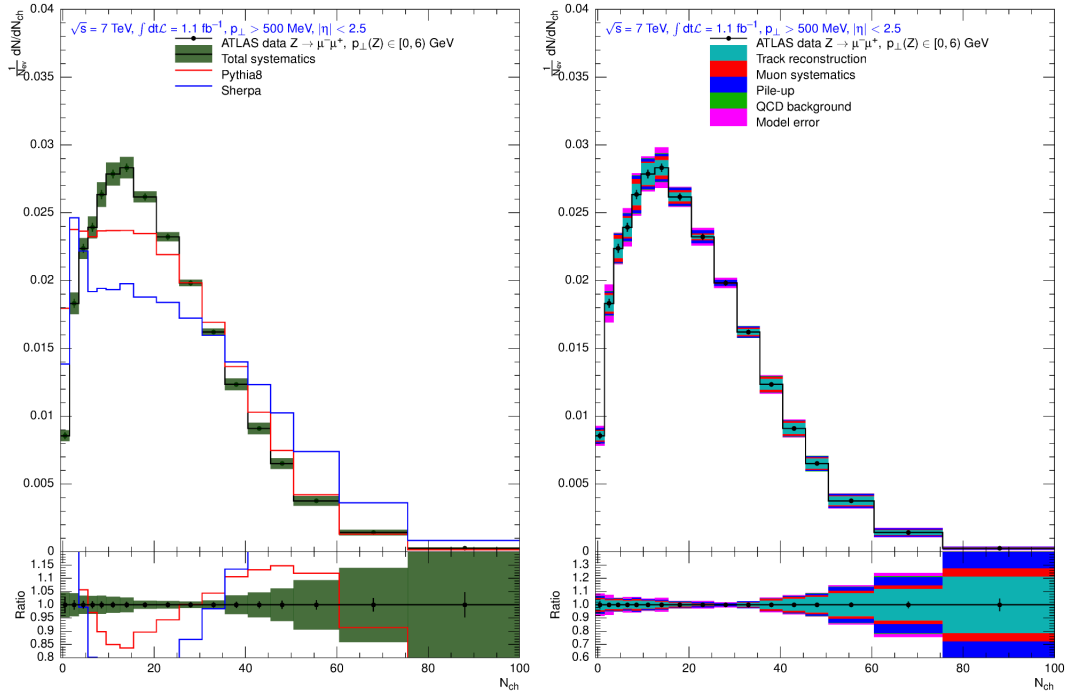 √s = 7 TeV, ∫ dtℒ = 1.1 fb⁻¹, p⊥ > 500 MeV, |η| < 2.5
ATLAS data Z → μ⁻μ⁺, p⊥(Z) ∈ [0, 6) GeV
Total systematics
Pythia8
Sherpa
1/N_ev dN/dN_ch
0.04
0.035
0.03
0.025
0.02
0.015
0.01
0.005
0
Ratio
1.15
1.1
1.05
1.0
0.95
0.9
0.85
0.8
0 20 40 60 80 100
N_ch
√s = 7 TeV, ∫ dtℒ = 1.1 fb⁻¹, p⊥ > 500 MeV, |η| < 2.5
ATLAS data Z → μ⁻μ⁺, p⊥(Z) ∈ [0, 6) GeV
Track reconstruction
Muon systematics
Pile-up
QCD background
Model error
1/N_ev dN/dN_ch
0.04
0.035
0.03
0.025
0.02
0.015
0.01
0.005
0
Ratio
1.3
1.2
1.1
1.0
0.9
0.8
0.7
0.6
0 20 40 60 80 100
N_ch